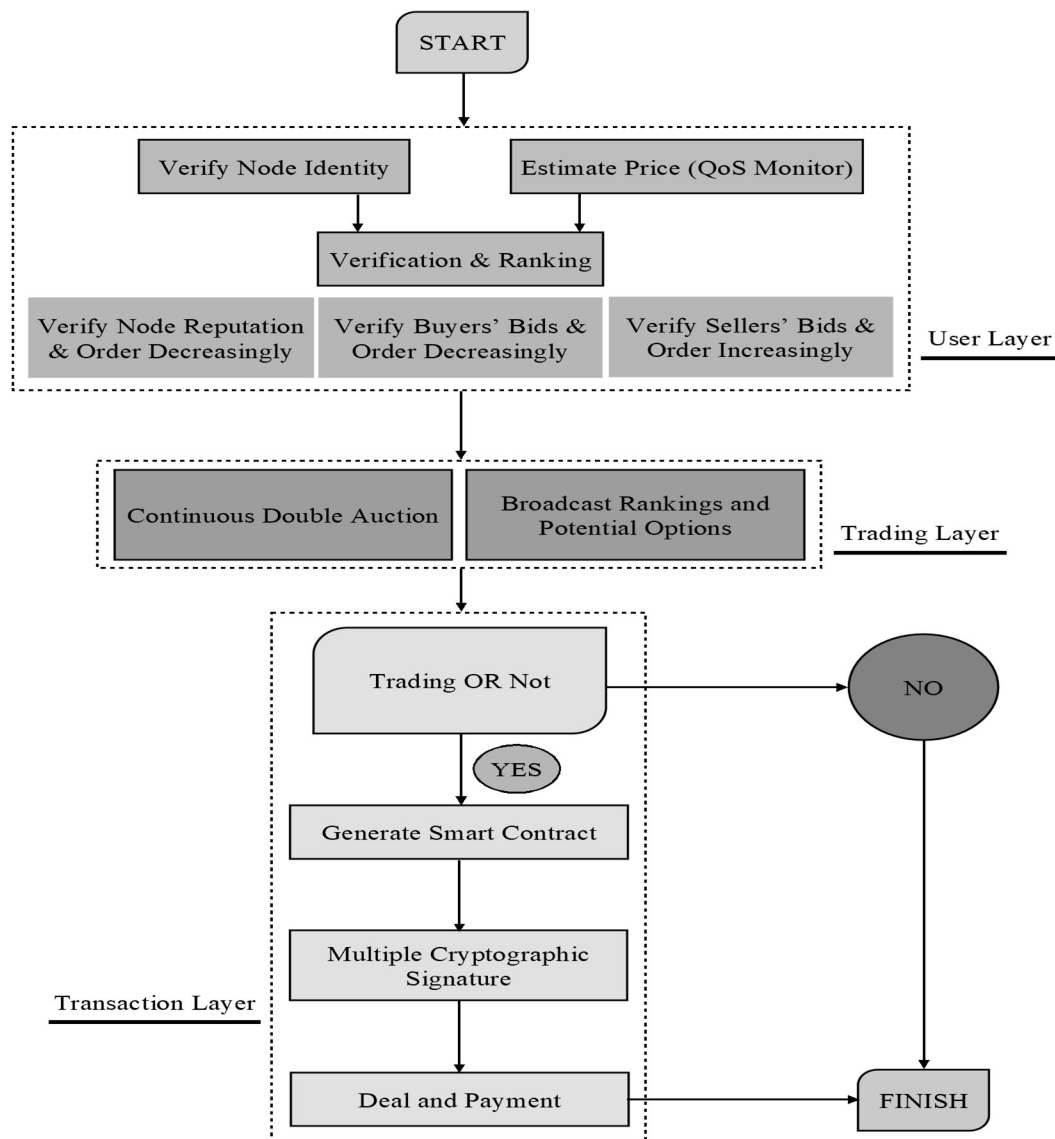 START
Verify Node Identity
Estimate Price (QoS Monitor)
Verification & Ranking
Verify Node Reputation
& Order Decreasingly
Verify Buyers’ Bids &
Order Decreasingly
Verify Sellers’ Bids &
Order Increasingly
User Layer
Continuous Double Auction
Broadcast Rankings and
Potential Options
Trading Layer
Trading OR Not
NO
YES
Generate Smart Contract
Multiple Cryptographic
Signature
Transaction Layer
Deal and Payment
FINISH